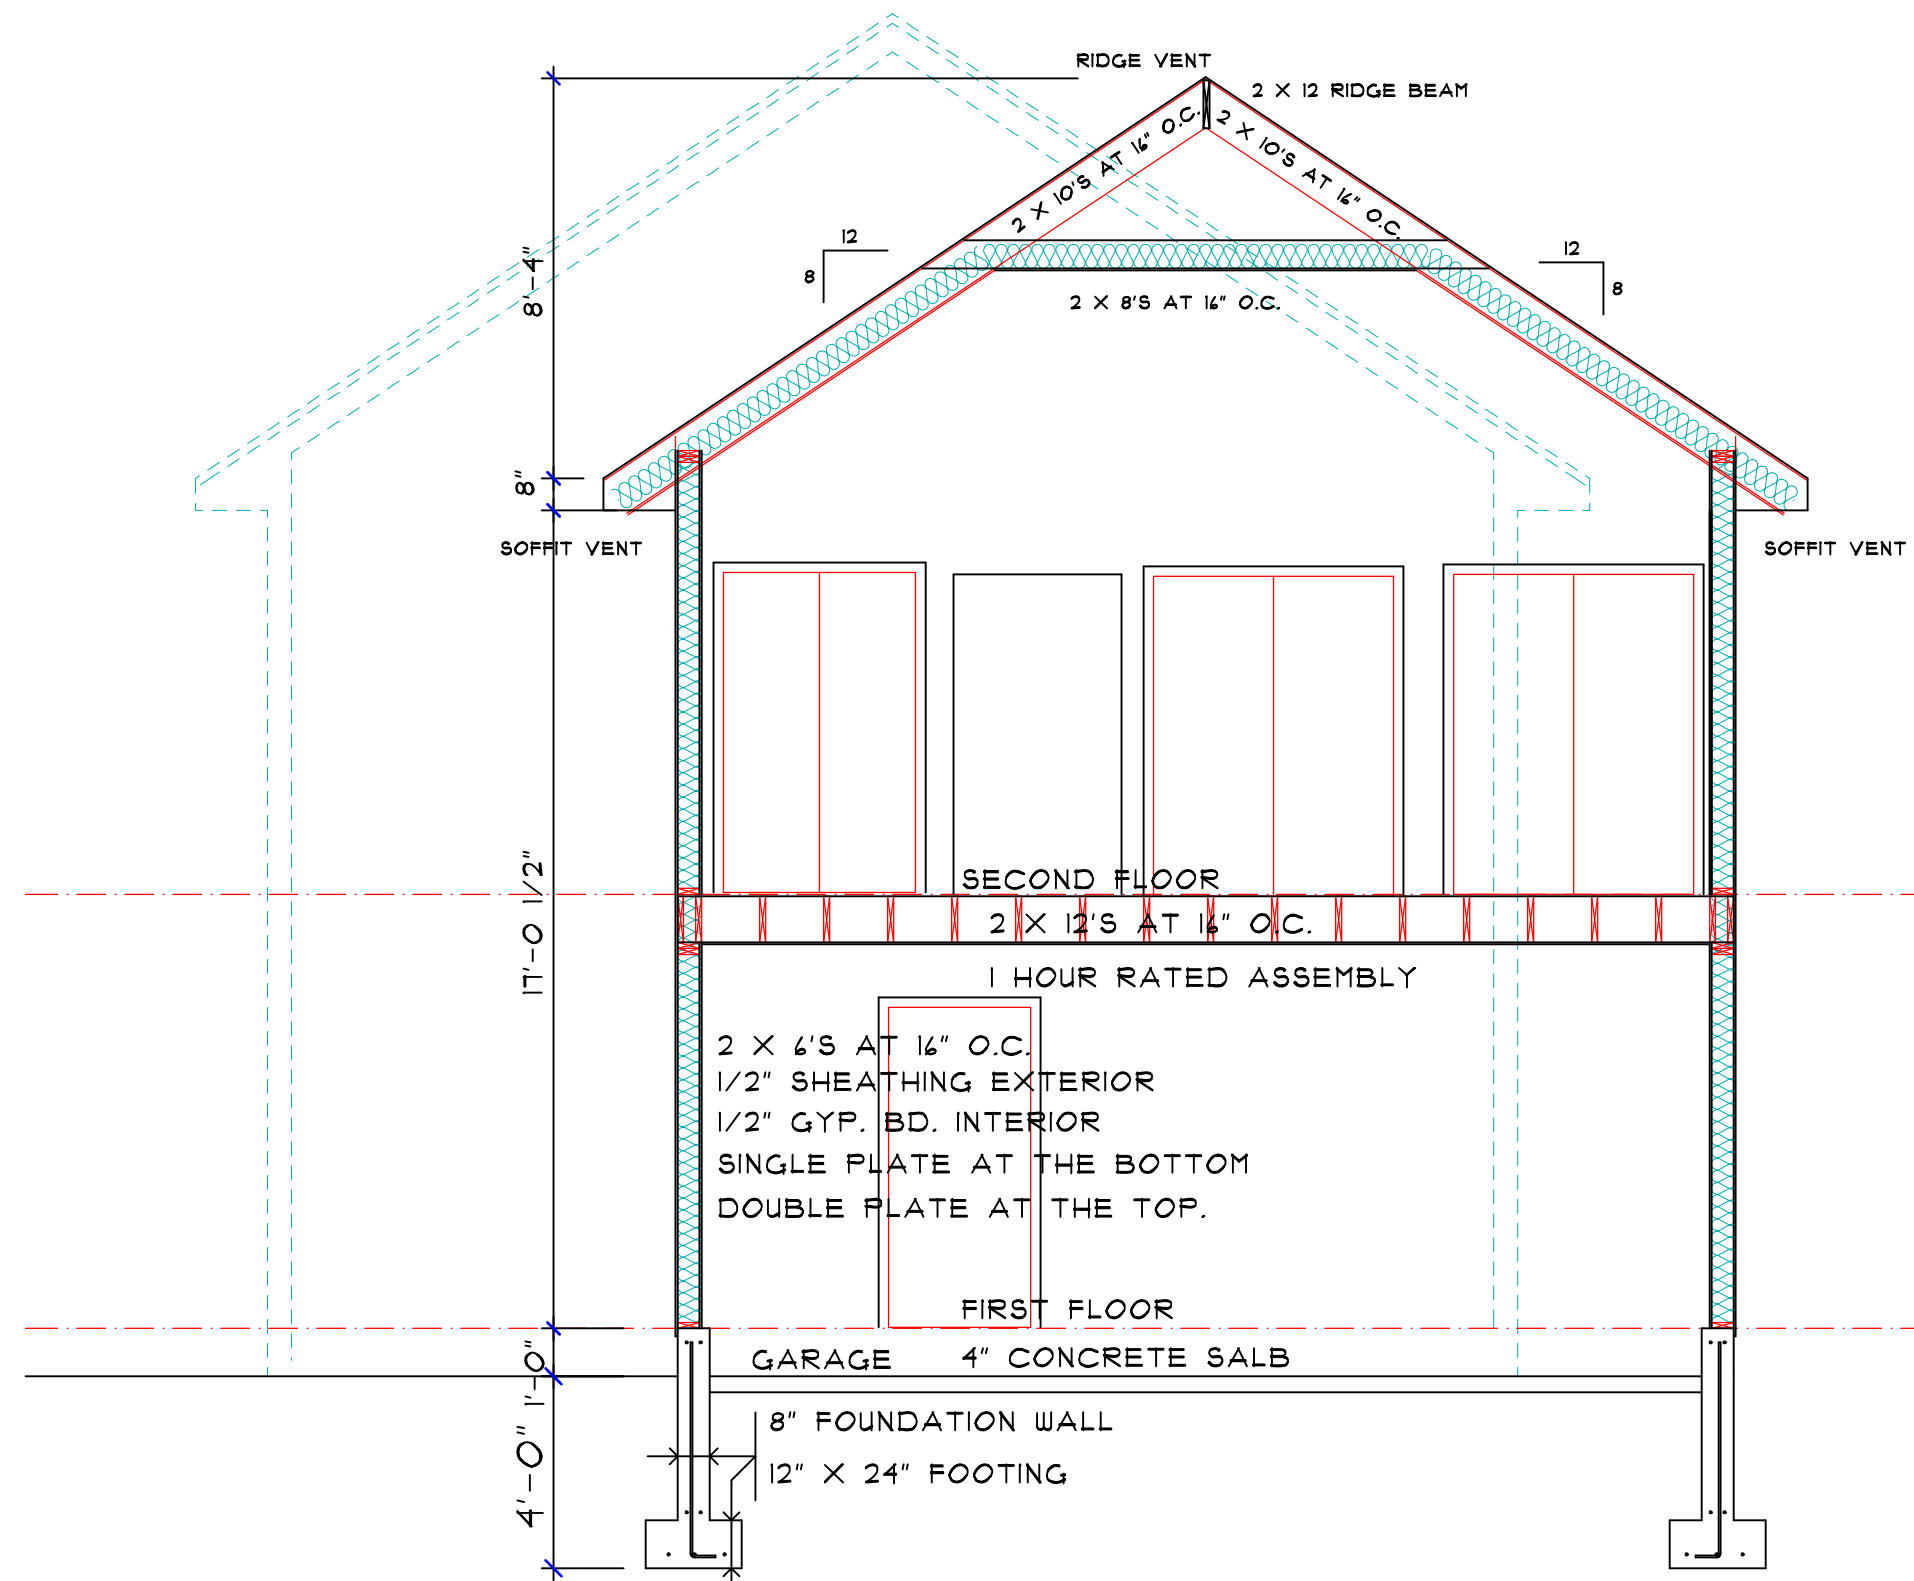 RIDGE VENT
2 X 12 RIDGE BEAM
2 X 10'S AT 16" O.C.
2 X 10'S AT 16" O.C.
12
8
12
8
8'-4"
2 X 8'S AT 16" O.C.
8"
SOFFIT VENT
SOFFIT VENT
17'-0 1/2"
SECOND FLOOR
2 X 12'S AT 16" O.C.
1 HOUR RATED ASSEMBLY
2 X 6'S AT 16" O.C.
1/2" SHEATHING EXTERIOR
1/2" GYP. BD. INTERIOR
SINGLE PLATE AT THE BOTTOM
DOUBLE PLATE AT THE TOP.
FIRST FLOOR
GARAGE 4" CONCRETE SALB
1'-0"
8" FOUNDATION WALL
4'-0"
12" X 24" FOOTING